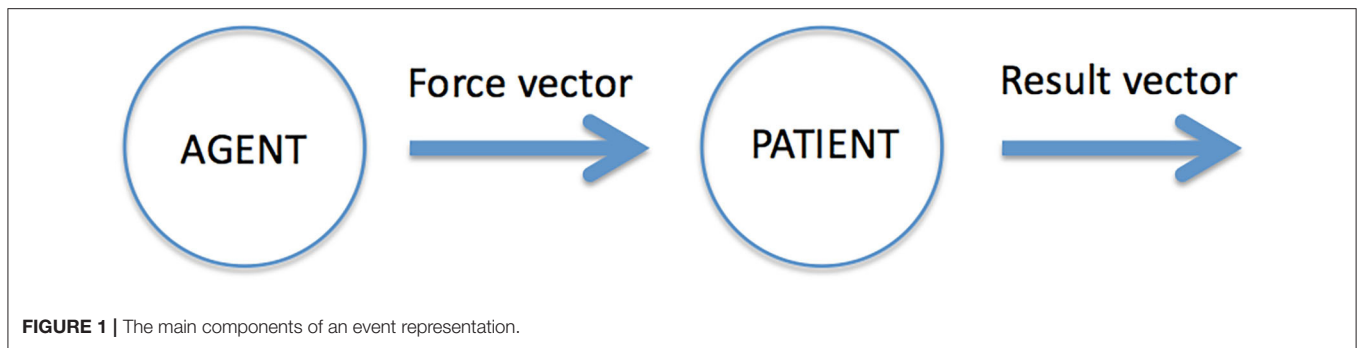 AGENT
Force vector
PATIENT
Result vector
FIGURE 1 | The main components of an event representation.